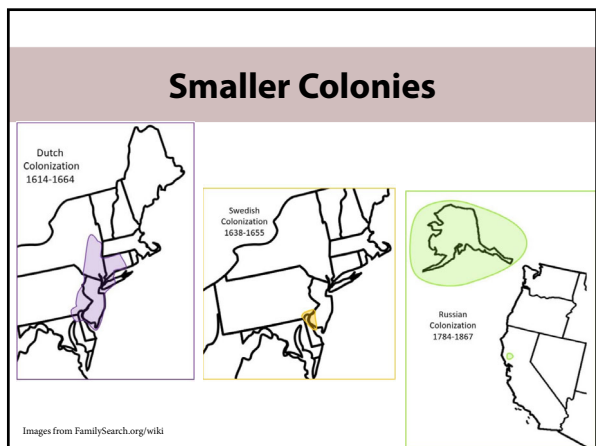 Smaller Colonies
Dutch
Colonization
1614-1664
Swedish
Colonization
1638-1655
Russian
Colonization
1784-1867
Images from FamilySearch.org/wiki